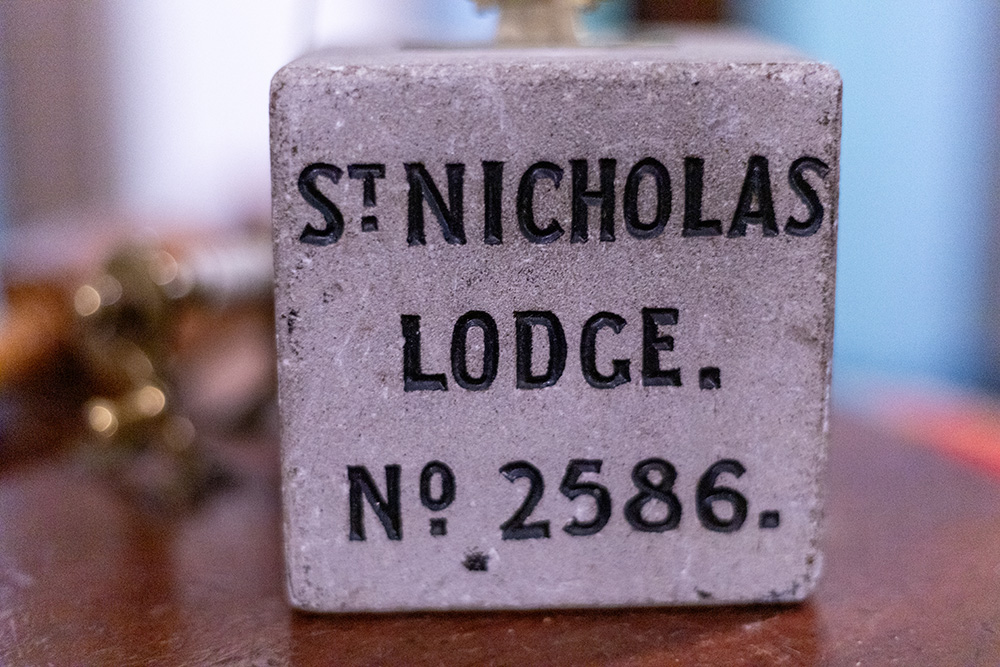 ST. NICHOLAS
LODGE.
No. 2586.